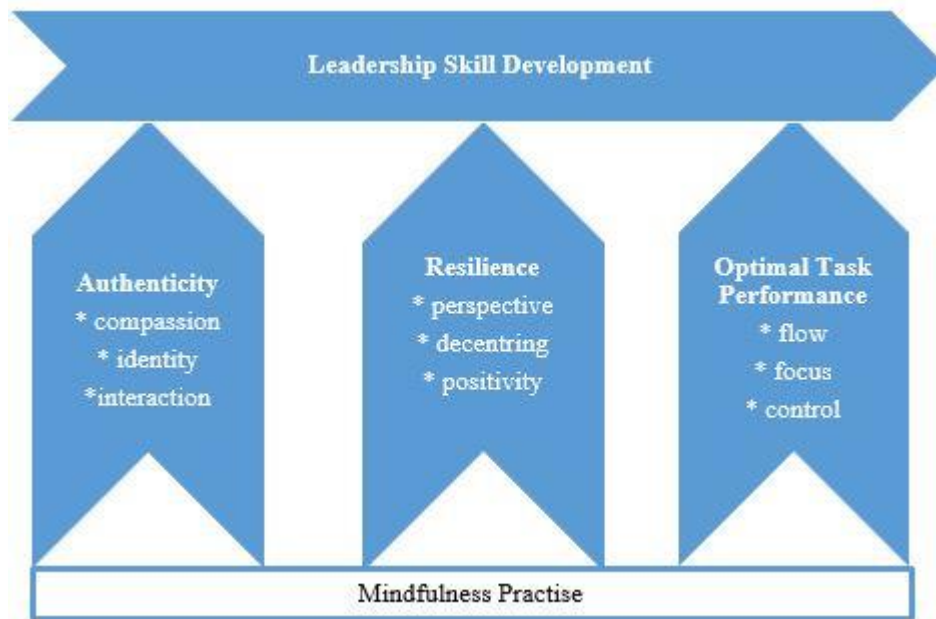 Leadership Skill Development
Authenticity
* compassion
* identity
*interaction
Resilience
* perspective
* decentring
* positivity
Optimal Task
Performance
* flow
* focus
* control
Mindfulness Practise